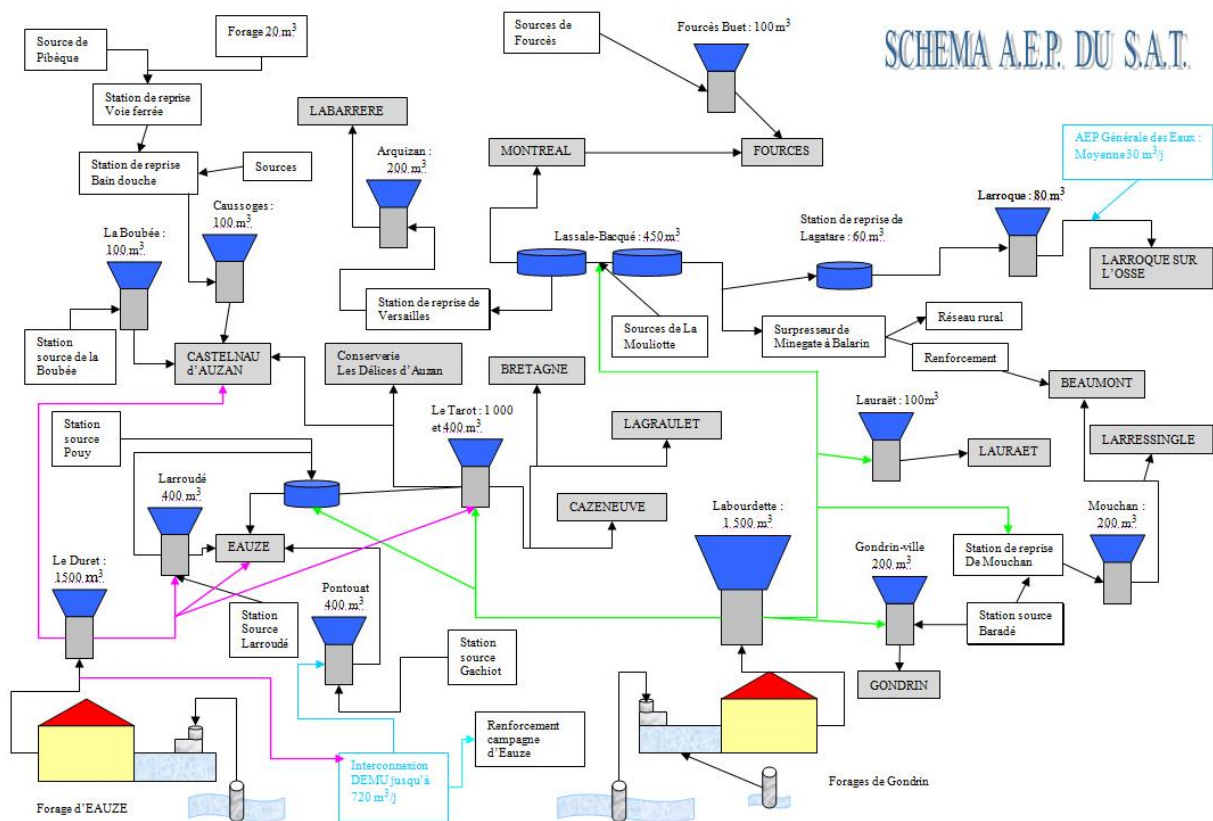 SCHEMA A.E.P. DU S.A.T.
Source de
Pibèque
Forage 20 m³
Station de reprise
Voie ferrée
Station de reprise
Bain douche
Sources
LABARRERE
Arquizan :
200 m³
Caussoges :
100 m³
La Boubée :
100 m³
Station
source de la
Boubée
CASTELNAU
d'AUZAN
Sources de
Fourcès
Fourcès Buet : 100 m³
MONTREAL
FOURCES
AEP Générale des Eaux :
Moyenne 30 m³/j
Larroque : 80 m³
Station de reprise de
Lagatare : 60 m³
Lassale-Bacqué : 450 m³
LARROQUE SUR
L'OSSE
Station de reprise de
Versailles
Sources de La
Mouliotte
Surpresseur de
Minegate à Balarin
Réseau rural
Renforcement
BEAUMONT
Conserverie
Les Délices d'Auzan
BRETAGNE
Le Tarot : 1 000
et 400 m³
LAGRAULET
Lauraët : 100m³
LAURAET
LARRESSINGLE
Station
source
Pouy
Larroudé
400 m³
EAUZE
CAZENEUVE
Labourdette :
1 500 m³
Mouchan :
200 m³
Gondrin-ville
200 m³
Station de reprise
De Mouchan
Le Duret :
1500 m³
Pontouat
400 m³
Station
Source
Larroudé
Station
source
Gachiot
Station source
Baradé
GONDRIN
Renforcement
campagne
d'Eauze
Interconnexion
DEMU jusqu'à
720 m³/j
Forage d'EAUZE
Forages de Gondrin